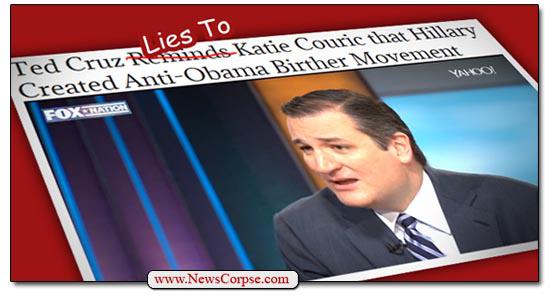 Lies To
Ted Cruz Reminds Katie Couric that Hillary
Created Anti-Obama Birther Movement
FOX NATION
YAHOO!
www.NewsCorpse.com